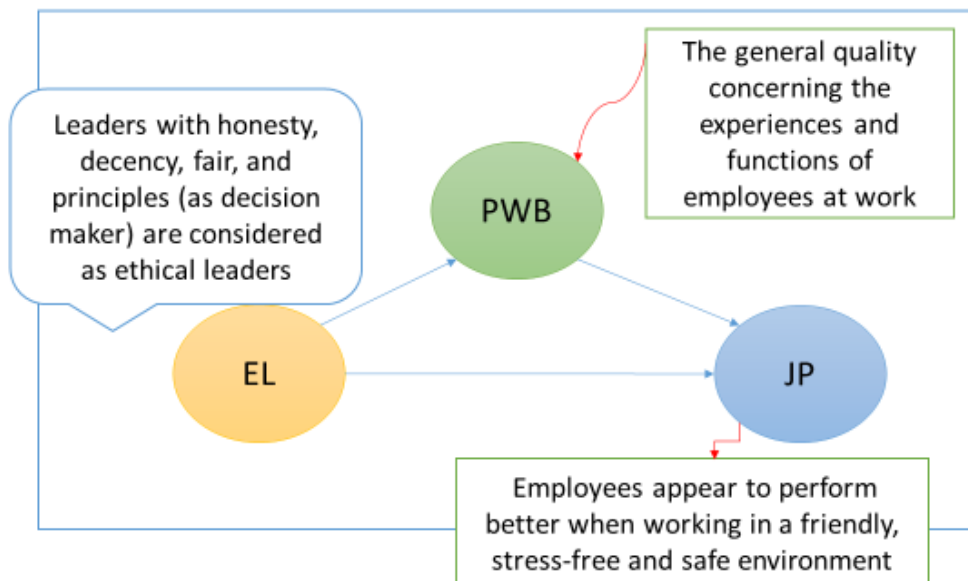 The general quality
concerning the
experiences and
functions of
employees at work
Leaders with honesty,
decency, fair, and
principles (as decision
maker) are considered
as ethical leaders
PWB
EL
JP
Employees appear to perform
better when working in a friendly,
stress-free and safe environment